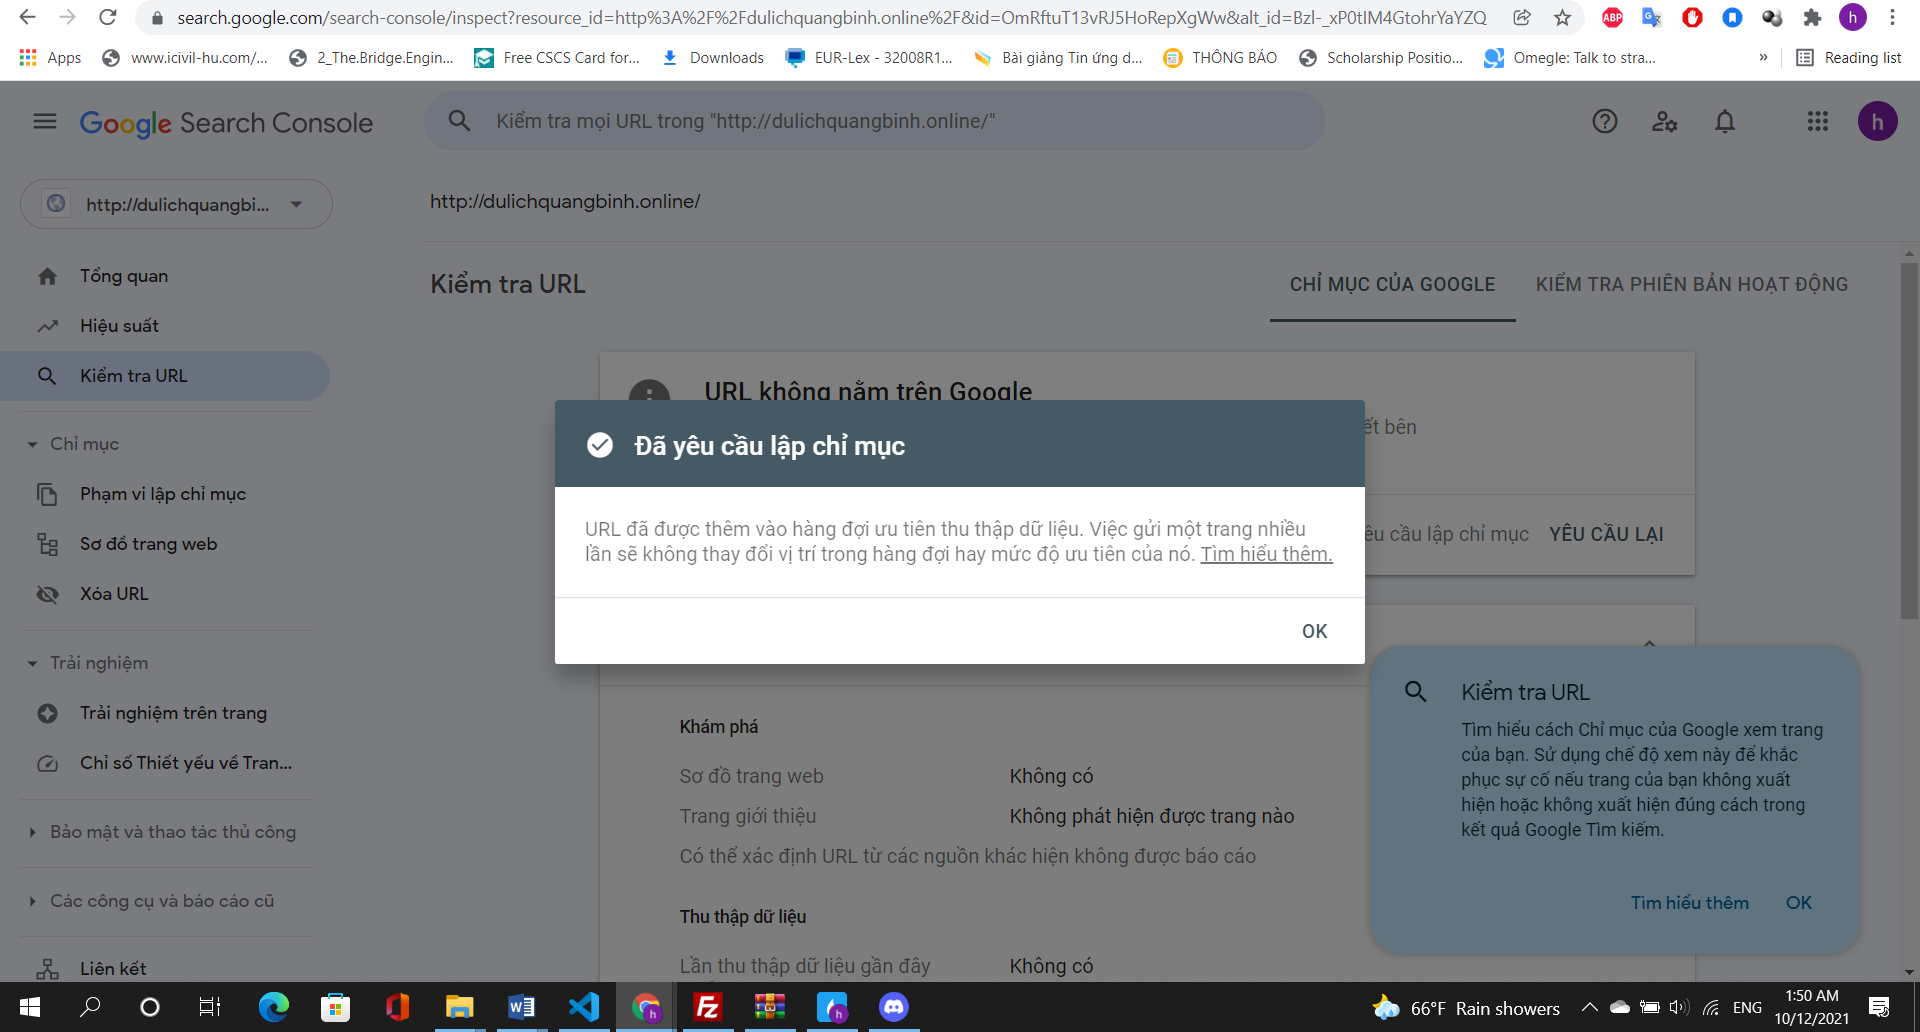 search.google.com/search-console/inspect?resource_id=http%3A%2F%2Fdulichquangbinh.online%2F&id=OmRftuT13vRJ5HoRepXgWw&alt_id=Bzl-_xP0tIM4GtohrYaYZQ
ABP
h
Apps
www.icivil-hu.com/...
2_The.Bridge.Engin...
Free CSCS Card for...
Downloads
EUR-Lex - 32008R1...
Bài giảng Tin ứng d...
THÔNG BÁO
Scholarship Positio...
Omegle: Talk to stra...
»
Reading list
Google Search Console
Kiểm tra mọi URL trong "http://dulichquangbinh.online/"
h
http://dulichquangbi...
http://dulichquangbinh.online/
Tổng quan
Hiệu suất
Kiểm tra URL
Chỉ mục
Phạm vi lập chỉ mục
Sơ đồ trang web
Xóa URL
Trải nghiệm
Trải nghiệm trên trang
Chỉ số Thiết yếu về Tran...
Bảo mật và thao tác thủ công
Các công cụ và báo cáo cũ
Liên kết
Kiểm tra URL
CHỈ MỤC CỦA GOOGLE
KIỂM TRA PHIÊN BẢN HOẠT ĐỘNG
URL không nằm trên Google
ết bên
êu cầu lập chỉ mục
YÊU CẦU LẠI
Đã yêu cầu lập chỉ mục
URL đã được thêm vào hàng đợi ưu tiên thu thập dữ liệu. Việc gửi một trang nhiều
lần sẽ không thay đổi vị trí trong hàng đợi hay mức độ ưu tiên của nó. Tìm hiểu thêm.
OK
Khám phá
Sơ đồ trang web
Không có
Trang giới thiệu
Không phát hiện được trang nào
Có thể xác định URL từ các nguồn khác hiện không được báo cáo
Thu thập dữ liệu
Lần thu thập dữ liệu gần đây
Không có
Kiểm tra URL
Tìm hiểu cách Chỉ mục của Google xem trang
của bạn. Sử dụng chế độ xem này để khắc
phục sự cố nếu trang của bạn không xuất
hiện hoặc không xuất hiện đúng cách trong
kết quả Google Tìm kiếm.
Tìm hiểu thêm
OK
66°F Rain showers
ENG
1:50 AM
10/12/2021